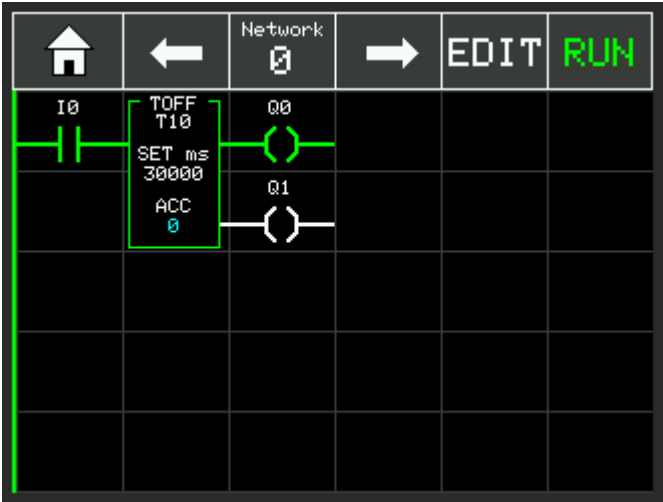 Network
0
EDIT
RUN
I0
TOFF
T10
SET ms
30000
ACC
0
Q0
Q1